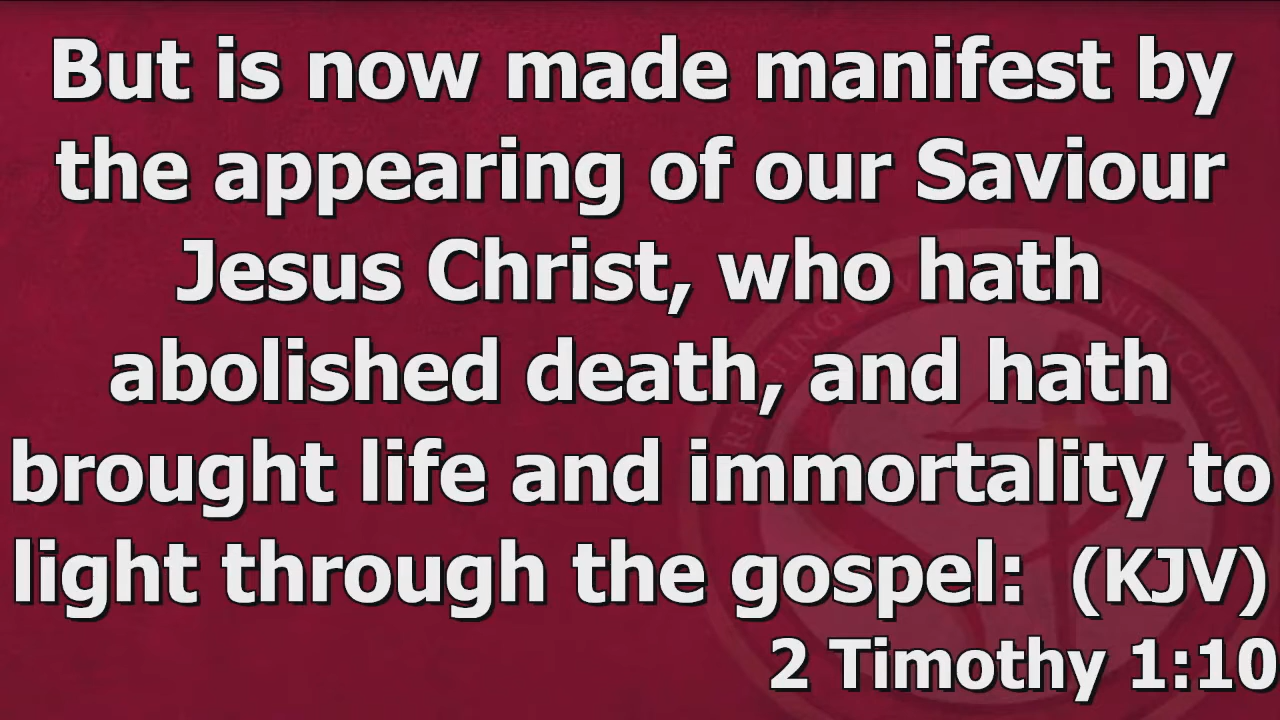 But is now made manifest by
the appearing of our Saviour
Jesus Christ, who hath
abolished death, and hath
brought life and immortality to
light through the gospel: (KJV)
2 Timothy 1:10